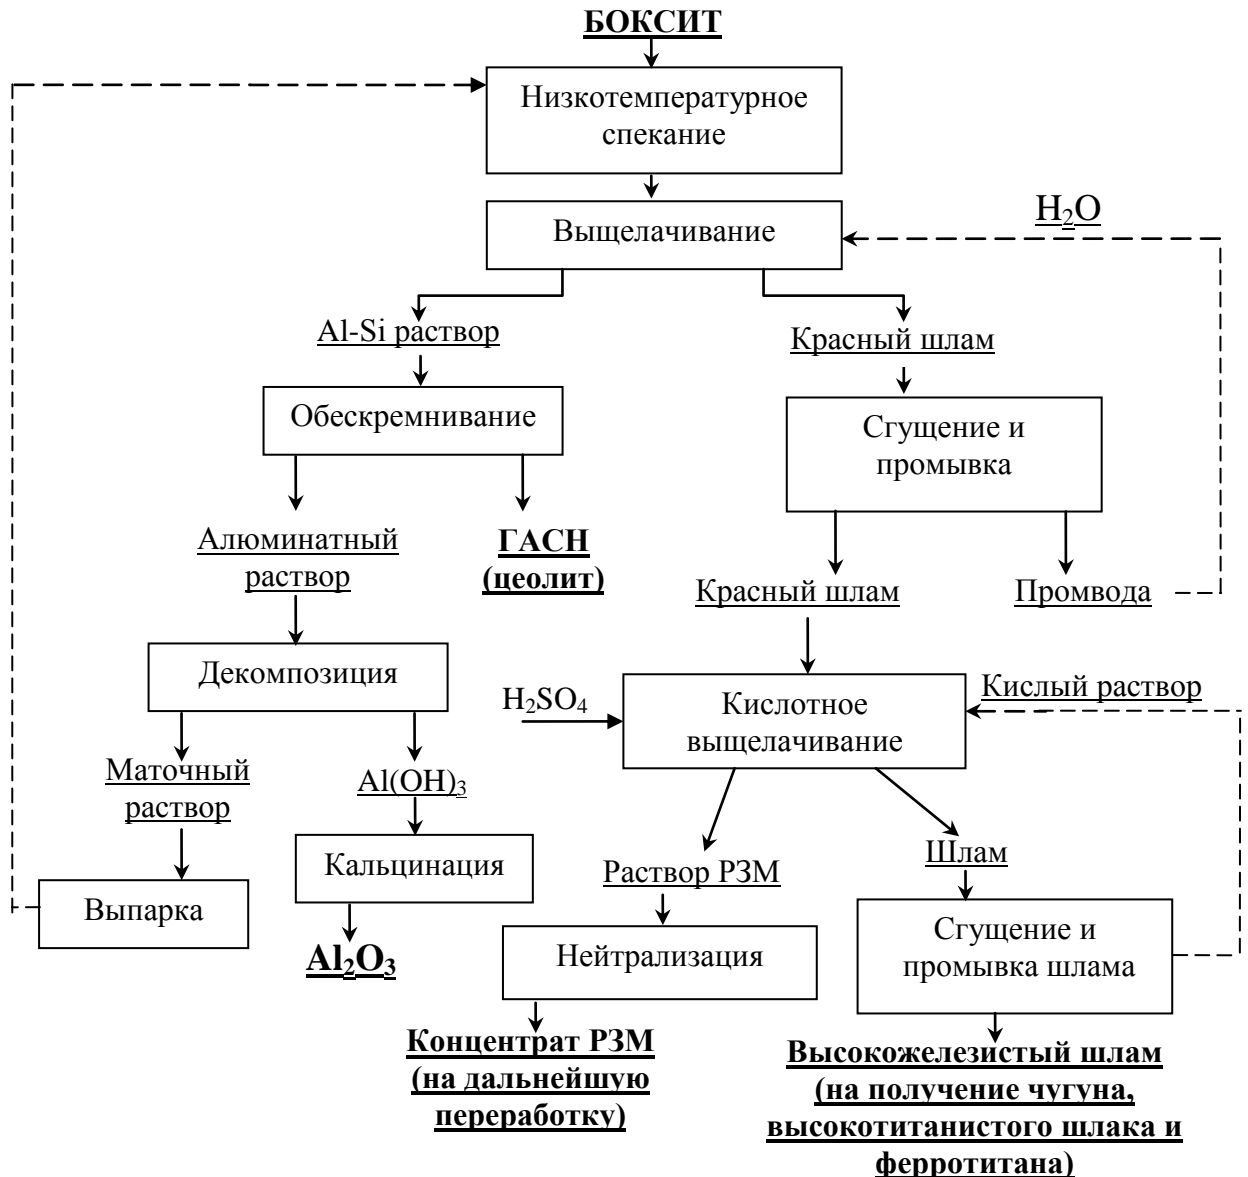 БОКСИТ
Низкотемпературное
спекание
H₂O
Выщелачивание
Al-Si раствор
Красный шлам
Обескремнивание
Сгущение и
промывка
Алюминатный
раствор
ГАСН
(цеолит)
Красный шлам
Промвода
Декомпозиция
H₂SO₄
Кислотное
выщелачивание
Кислый раствор
Маточный
раствор
Al(OH)₃
Кальцинация
Раствор РЗМ
Шлам
Выпарка
Al₂O₃
Нейтрализация
Сгущение и
промывка шлама
Концентрат РЗМ
(на дальнейшую
переработку)
Высокожелезистый шлам
(на получение чугуна,
высокотитанистого шлака и
ферротитана)